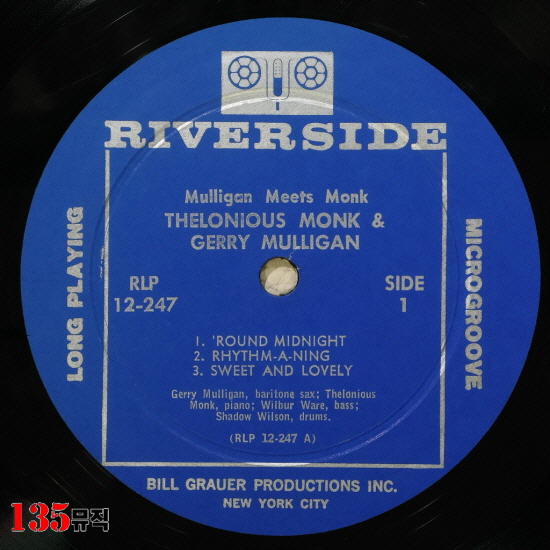 RIVERSIDE
Mulligan Meets Monk
THELONIOUS MONK &
GERRY MULLIGAN
LONG PLAYING
RLP
12-247
SIDE
1
MICROGROOVE
1. 'ROUND MIDNIGHT
2. RHYTHM-A-NING
3. SWEET AND LOVELY
Gerry Mulligan, baritone sax; Thelonious
Monk, piano; Wilbur Ware, bass;
Shadow Wilson, drums.
(RLP 12-247 A)
BILL GRAUER PRODUCTIONS INC.
NEW YORK CITY
135뮤직